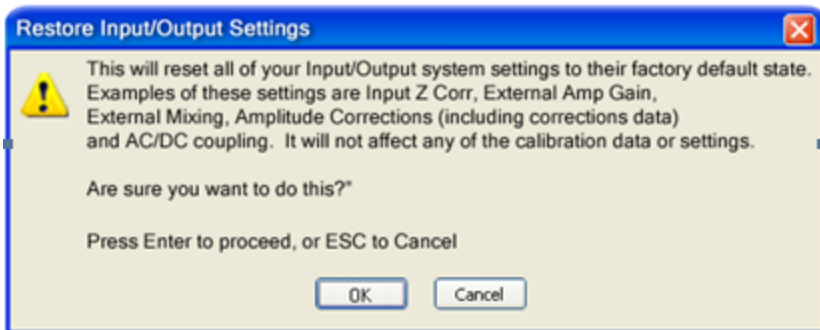 Restore Input/Output Settings
This will reset all of your Input/Output system settings to their factory default state.
Examples of these settings are Input Z Corr, External Amp Gain,
External Mixing, Amplitude Corrections (including corrections data)
and AC/DC coupling.  It will not affect any of the calibration data or settings.
Are sure you want to do this?"
Press Enter to proceed, or ESC to Cancel
OK Cancel